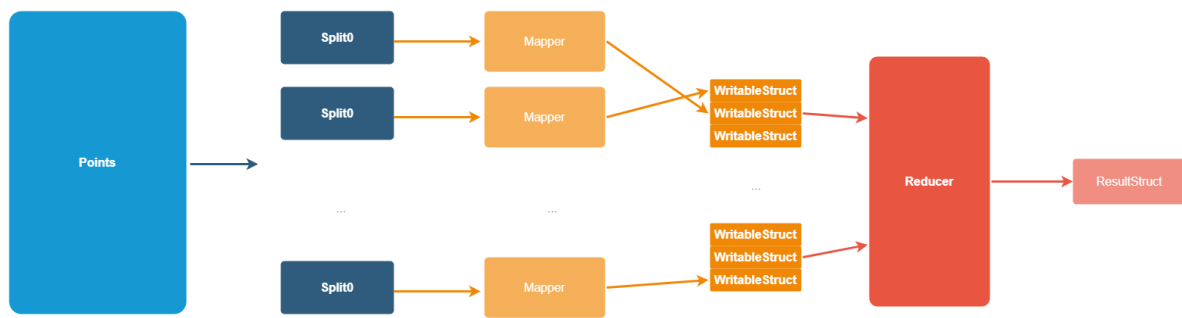 Points
Split0
Split0
...
Split0
Mapper
Mapper
...
Mapper
WritableStruct
WritableStruct
WritableStruct
...
WritableStruct
WritableStruct
WritableStruct
Reducer
ResultStruct